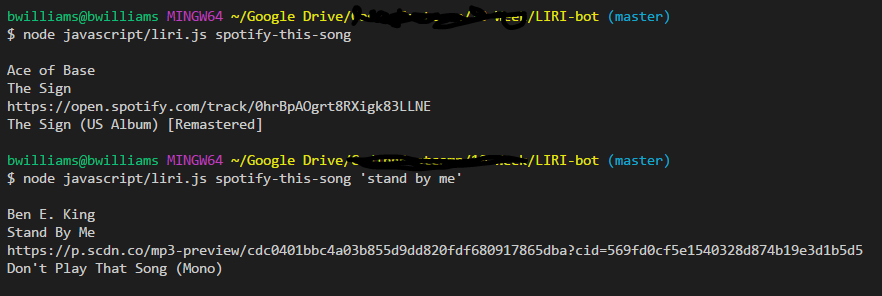 bwilliams@bwilliams MINGW64 ~/Google Drive/ /LIRI-bot (master)
$ node javascript/liri.js spotify-this-song
Ace of Base
The Sign
https://open.spotify.com/track/0hrBpAOgrt8RXigk83LLNE
The Sign (US Album) [Remastered]
bwilliams@bwilliams MINGW64 ~/Google Drive/ /LIRI-bot (master)
$ node javascript/liri.js spotify-this-song 'stand by me'
Ben E. King
Stand By Me
https://p.scdn.co/mp3-preview/cdc0401bbc4a03b855d9dd820fdf680917865dba?cid=569fd0cf5e1540328d874b19e3d1b5d5
Don't Play That Song (Mono)